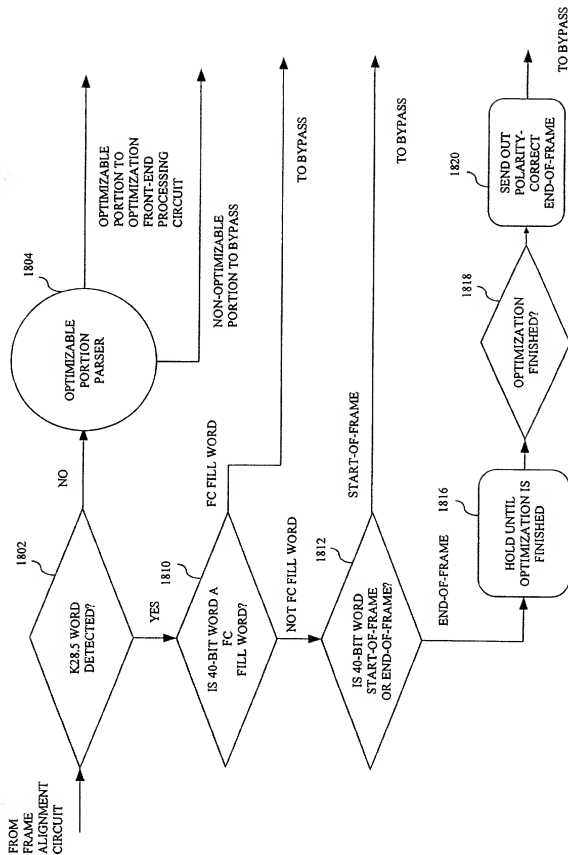 FROM
FRAME
ALIGNMENT
CIRCUIT
1802
K28.5 WORD
DETECTED?
NO
YES
1804
OPTIMIZABLE
PORTION
PARSER
OPTIMIZABLE
PORTION TO
OPTIMIZATION
FRONT-END
PROCESSING
CIRCUIT
NON-OPTIMIZABLE
PORTION TO BYPASS
1810
IS 40-BIT WORD A
FC
FILL WORD?
FC FILL WORD
TO BYPASS
NOT FC FILL WORD
1812
IS 40-BIT WORD
START-OF-FRAME
OR END-OF-FRAME?
START-OF-FRAME
TO BYPASS
END-OF-FRAME
1816
HOLD UNTIL
OPTIMIZATION IS
FINISHED
1818
OPTIMIZATION
FINISHED?
1820
SEND OUT
POLARITY-
CORRECT
END-OF-FRAME
TO BYPASS